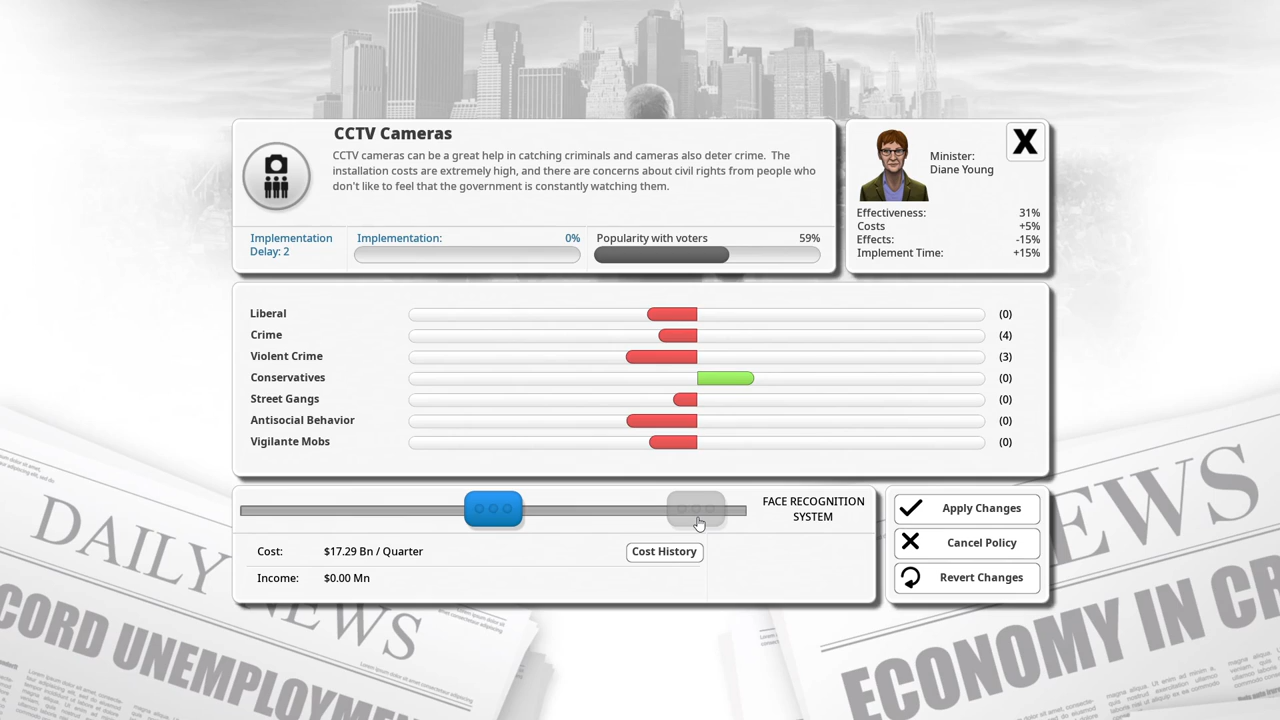 CCTV Cameras
CCTV cameras can be a great help in catching criminals and cameras also deter crime. The
installation costs are extremely high, and there are concerns about civil rights from people who
don't like to feel that the government is constantly watching them.
Implementation
Delay: 2
Implementation: 0%
Popularity with voters 59%
X
Minister:
Diane Young
Effectiveness: 31%
Costs +5%
Effects: -15%
Implement Time: +15%
Liberal (0)
Crime (4)
Violent Crime (3)
Conservatives (0)
Street Gangs (0)
Antisocial Behavior (0)
Vigilante Mobs (0)
FACE RECOGNITION
SYSTEM
Cost: $17.29 Bn / Quarter
Cost History
Income: $0.00 Mn
Apply Changes
Cancel Policy
Revert Changes
DAILY NEWS
CORD UNEMPLOYME
NEWS
ECONOMY IN CR